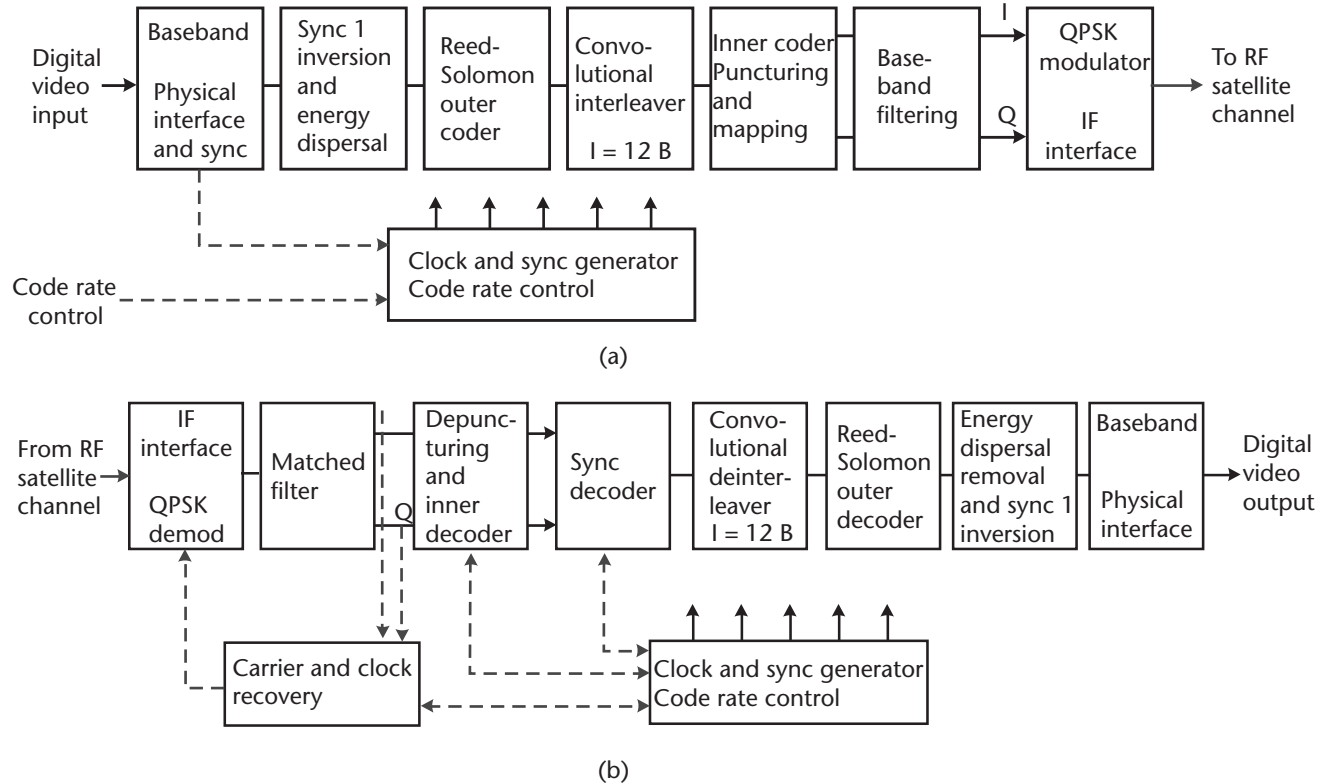 Digital
video
input
Baseband
Physical
interface
and sync
Sync 1
inversion
and
energy
dispersal
Reed-
Solomon
outer
coder
Convo-
lutional
interleaver
I = 12 B
Inner coder
Puncturing
and
mapping
Base-
band
filtering
I
Q
QPSK
modulator
IF
interface
To RF
satellite
channel
Code rate
control
Clock and sync generator
Code rate control
(a)
From RF
satellite
channel
IF
interface
QPSK
demod
Matched
filter
Q
Depunc-
turing
and
inner
decoder
Sync
decoder
Convo-
lutional
deinter-
leaver
I = 12 B
Reed-
Solomon
outer
decoder
Energy
dispersal
removal
and sync 1
inversion
Baseband
Physical
interface
Digital
video
output
Carrier and clock
recovery
Clock and sync generator
Code rate control
(b)